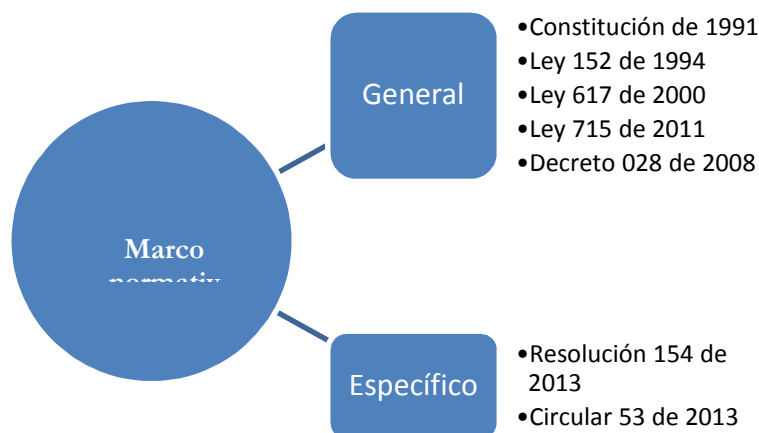 Marco
General
•Constitución de 1991
•Ley 152 de 1994
•Ley 617 de 2000
•Ley 715 de 2011
•Decreto 028 de 2008
Específico
•Resolución 154 de
2013
•Circular 53 de 2013